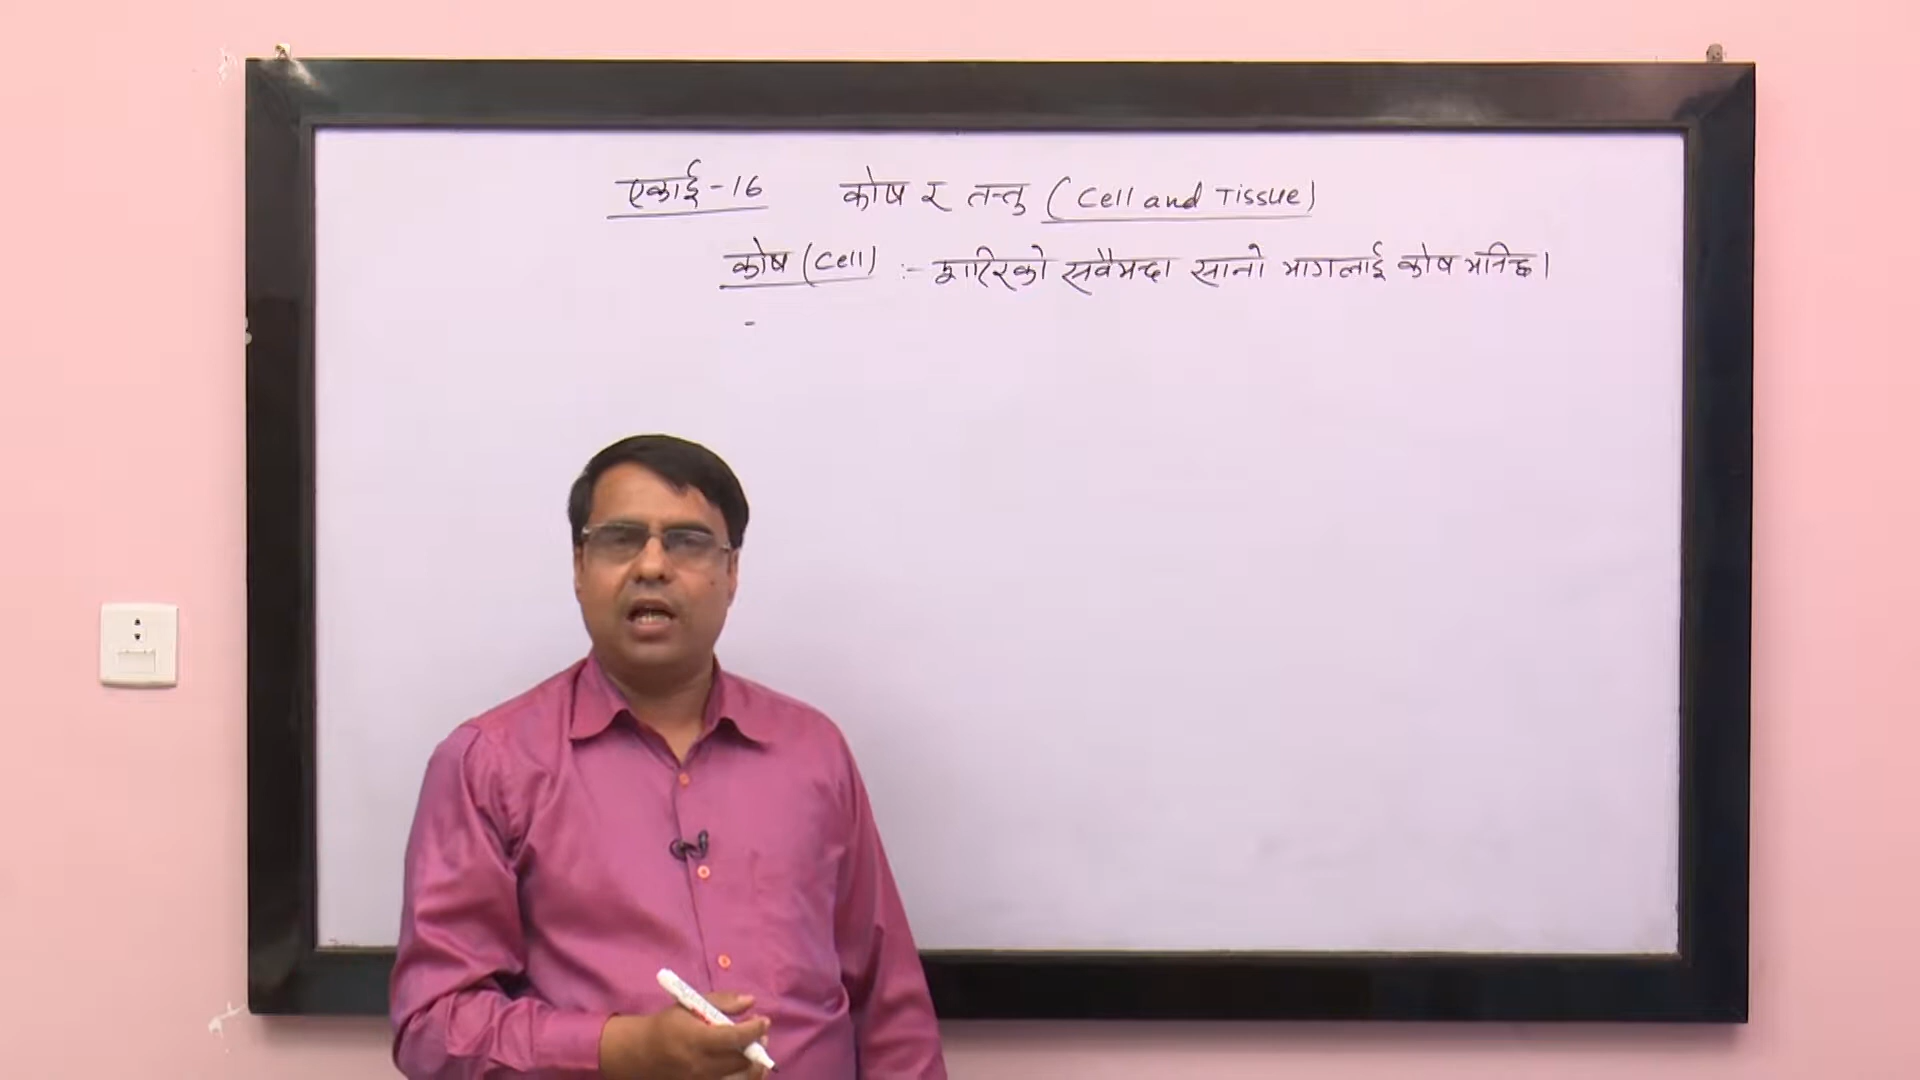 एकाई-16 कोष र तन्तु (Cell and Tissue)
कोष (Cell) :- शरिरको सबैभन्दा सानो भागलाई कोष भनिन्छ।
-